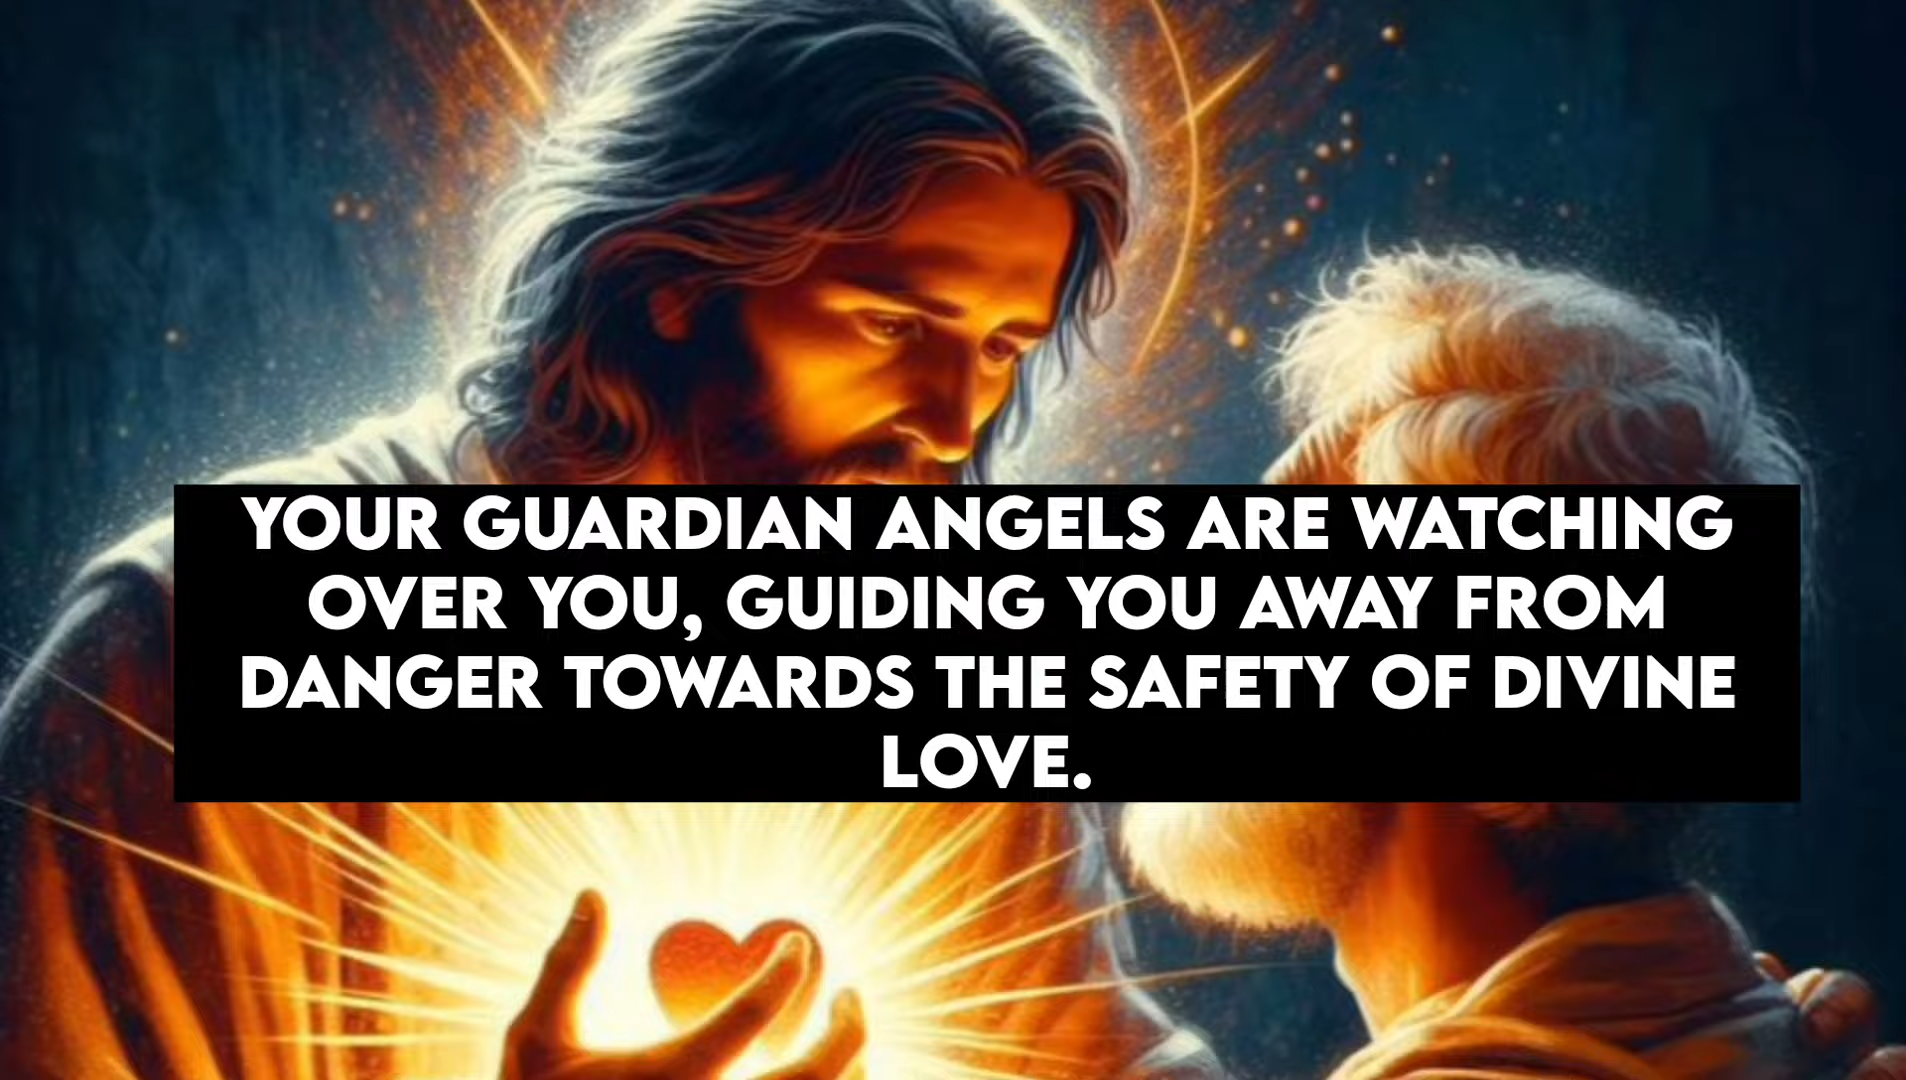 YOUR GUARDIAN ANGELS ARE WATCHING
OVER YOU, GUIDING YOU AWAY FROM
DANGER TOWARDS THE SAFETY OF DIVINE
LOVE.